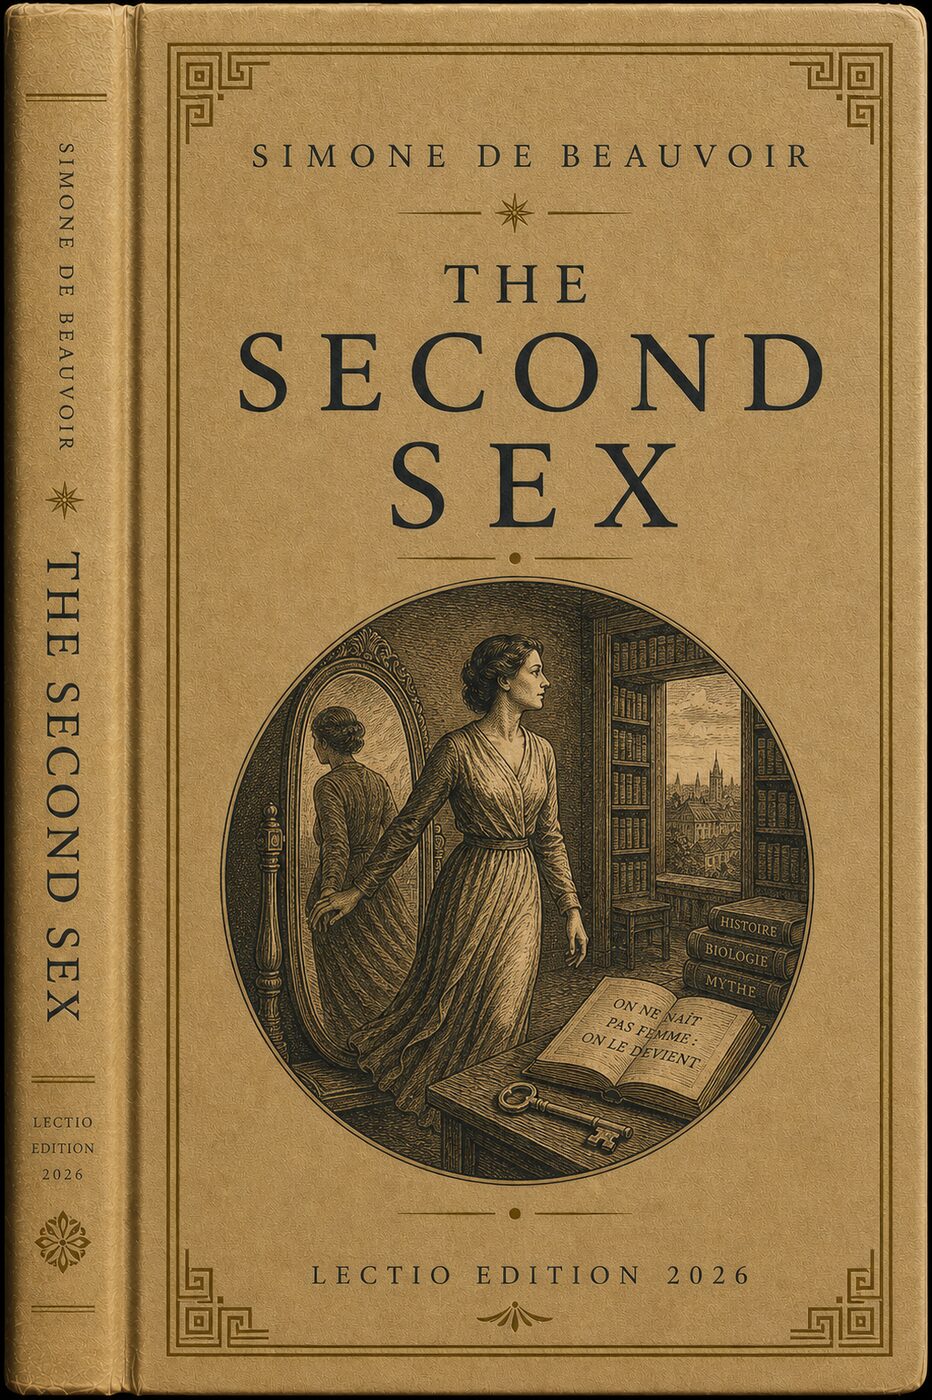 SIMONE DE BEAUVOIR
THE SECOND SEX
LECTIO
EDITION
2026
SIMONE DE BEAUVOIR
THE
SECOND
SEX
HISTOIRE
BIOLOGIE
MYTHE
ON NE NAÎT
PAS FEMME :
ON LE DEVIENT
LECTIO EDITION 2026